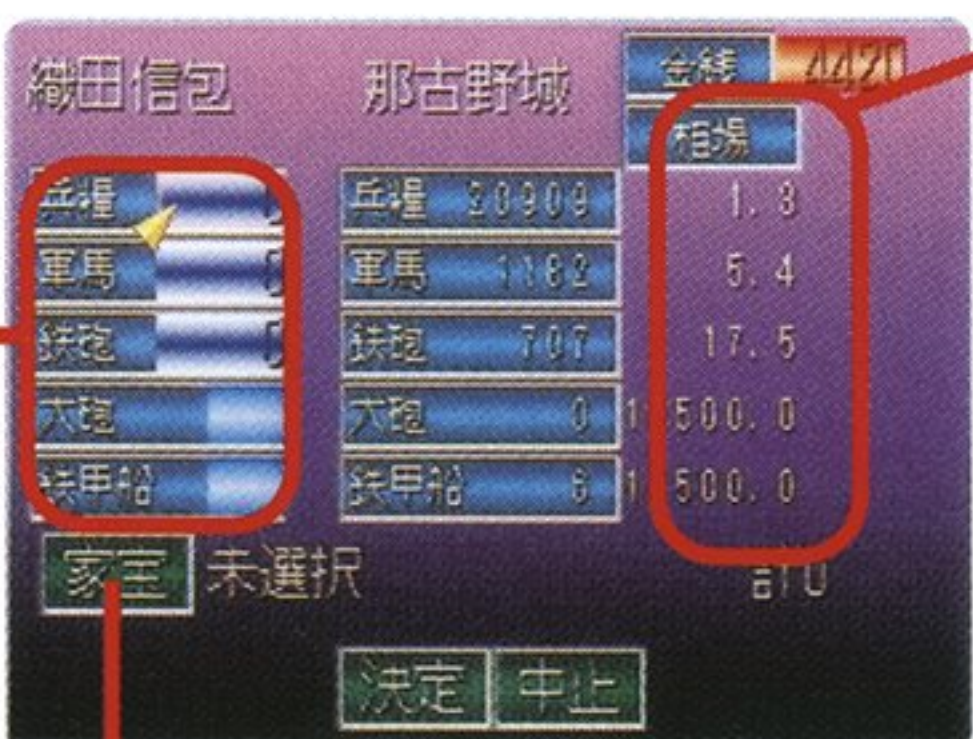 織田信包 那古野城 金銭 4420
相場
兵糧 兵糧 20909 1.3
軍馬 軍馬 1182 5.4
鉄砲 鉄砲 707 17.5
大砲 大砲 0 500.0
鉄甲船 鉄甲船 6 500.0
家宝 未選択 計0
決定 中止